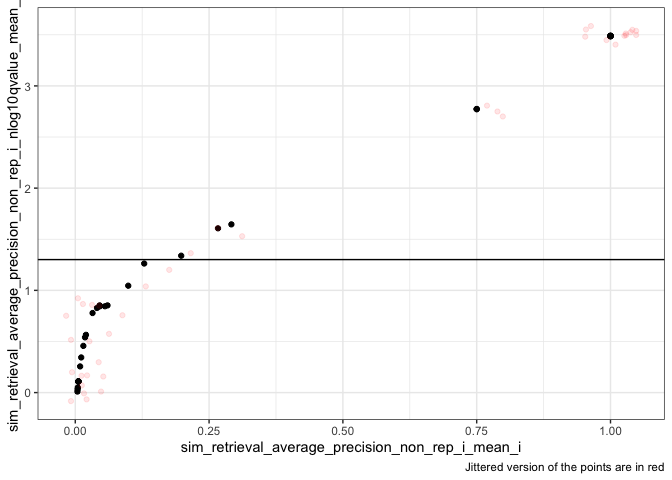 sim_retrieval_average_precision_non_rep_i_nlog10qvalue_mean_
3
2
1
0
0.00 0.25 0.50 0.75 1.00
sim_retrieval_average_precision_non_rep_i_mean_i
Jittered version of the points are in red